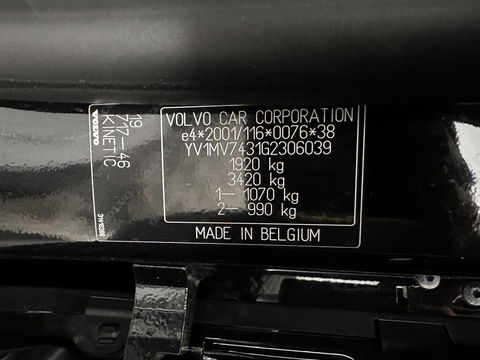 VOLVO CAR CORPORATION
e4*2001/116*0076*38
YV1MV7431G2306039
1920 kg
3420 kg
1— 1070 kg
2— 990 kg
MADE IN BELGIUM
19
717-46
KINETIC
VOLVO